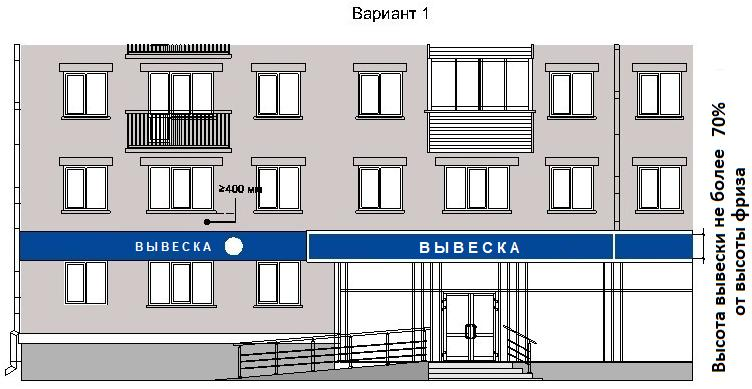 Вариант 1
≥400 мм
ВЫВЕСКА
ВЫВЕСКА
Высота вывески не более 70%
от высоты фриза